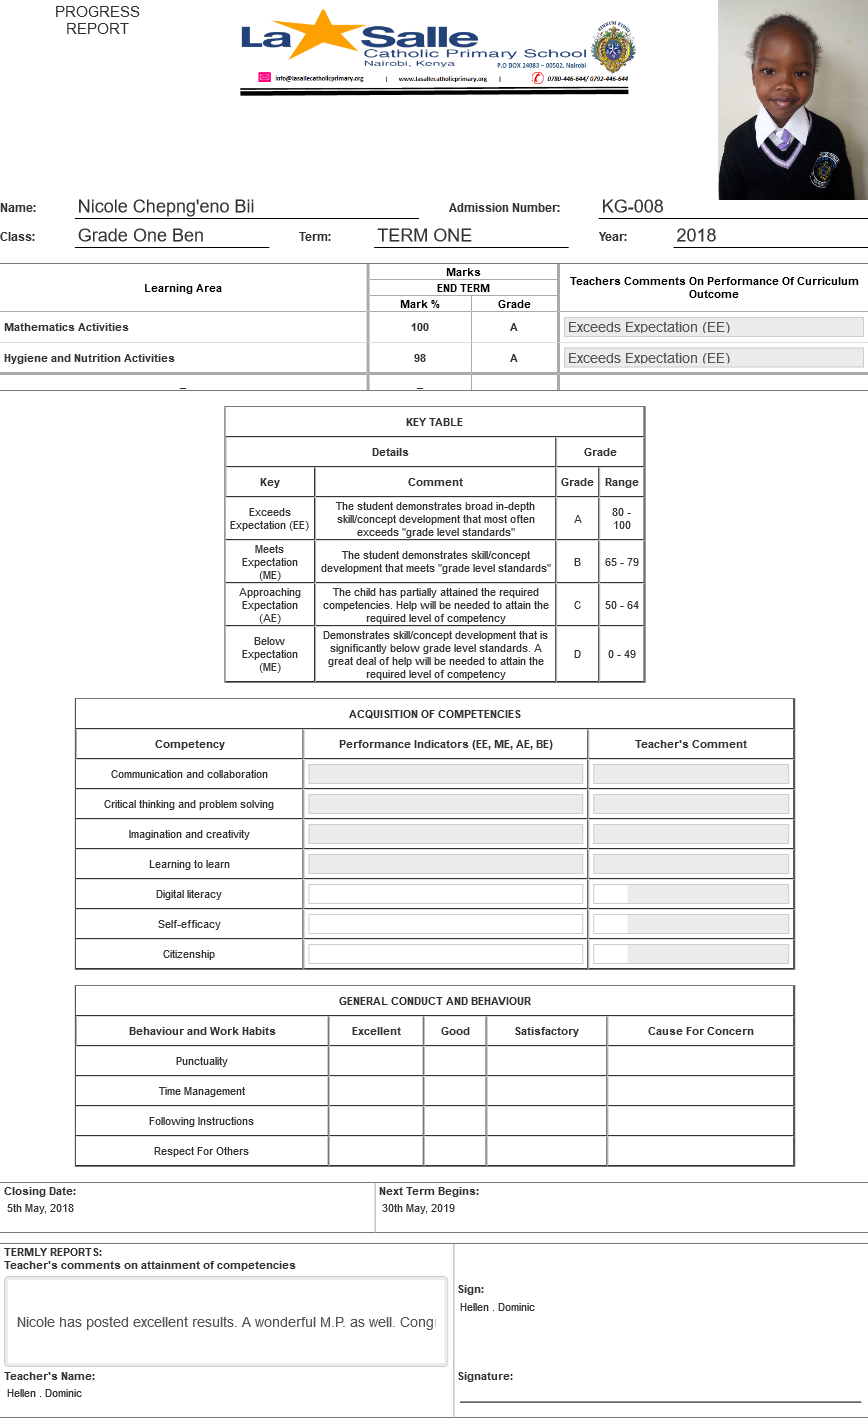 PROGRESS
REPORT
La Salle
Catholic Primary School
Nairobi, Kenya
P.O BOX 24083 – 00502, Nairobi
info@lasallecatholicprimary.org | www.lasallecatholicprimary.org | 0780-446-644/ 0792-446-644
Name: Nicole Chepng'eno Bii Admission Number: KG-008
Class: Grade One Ben Term: TERM ONE Year: 2018
Learning Area Marks Teachers Comments On Performance Of Curriculum Outcome
END TERM
Mark % Grade
Mathematics Activities 100 A Exceeds Expectation (EE)
Hygiene and Nutrition Activities 98 A Exceeds Expectation (EE)
_ _
KEY TABLE
Details Grade
Key Comment Grade Range
Exceeds Expectation (EE) The student demonstrates broad in-depth skill/concept development that most often exceeds "grade level standards" A 80 - 100
Meets Expectation (ME) The student demonstrates skill/concept development that meets "grade level standards" B 65 - 79
Approaching Expectation (AE) The child has partially attained the required competencies. Help will be needed to attain the required level of competency C 50 - 64
Below Expectation (ME) Demonstrates skill/concept development that is significantly below grade level standards. A great deal of help will be needed to attain the required level of competency D 0 - 49
ACQUISITION OF COMPETENCIES
Competency Performance Indicators (EE, ME, AE, BE) Teacher's Comment
Communication and collaboration
Critical thinking and problem solving
Imagination and creativity
Learning to learn
Digital literacy
Self-efficacy
Citizenship
GENERAL CONDUCT AND BEHAVIOUR
Behaviour and Work Habits Excellent Good Satisfactory Cause For Concern
Punctuality
Time Management
Following Instructions
Respect For Others
Closing Date: Next Term Begins:
5th May, 2018 30th May, 2019
TERMLY REPORTS:
Teacher's comments on attainment of competencies
Sign:
Hellen . Dominic
Nicole has posted excellent results. A wonderful M.P. as well. Cong
Teacher's Name: Signature:
Hellen . Dominic